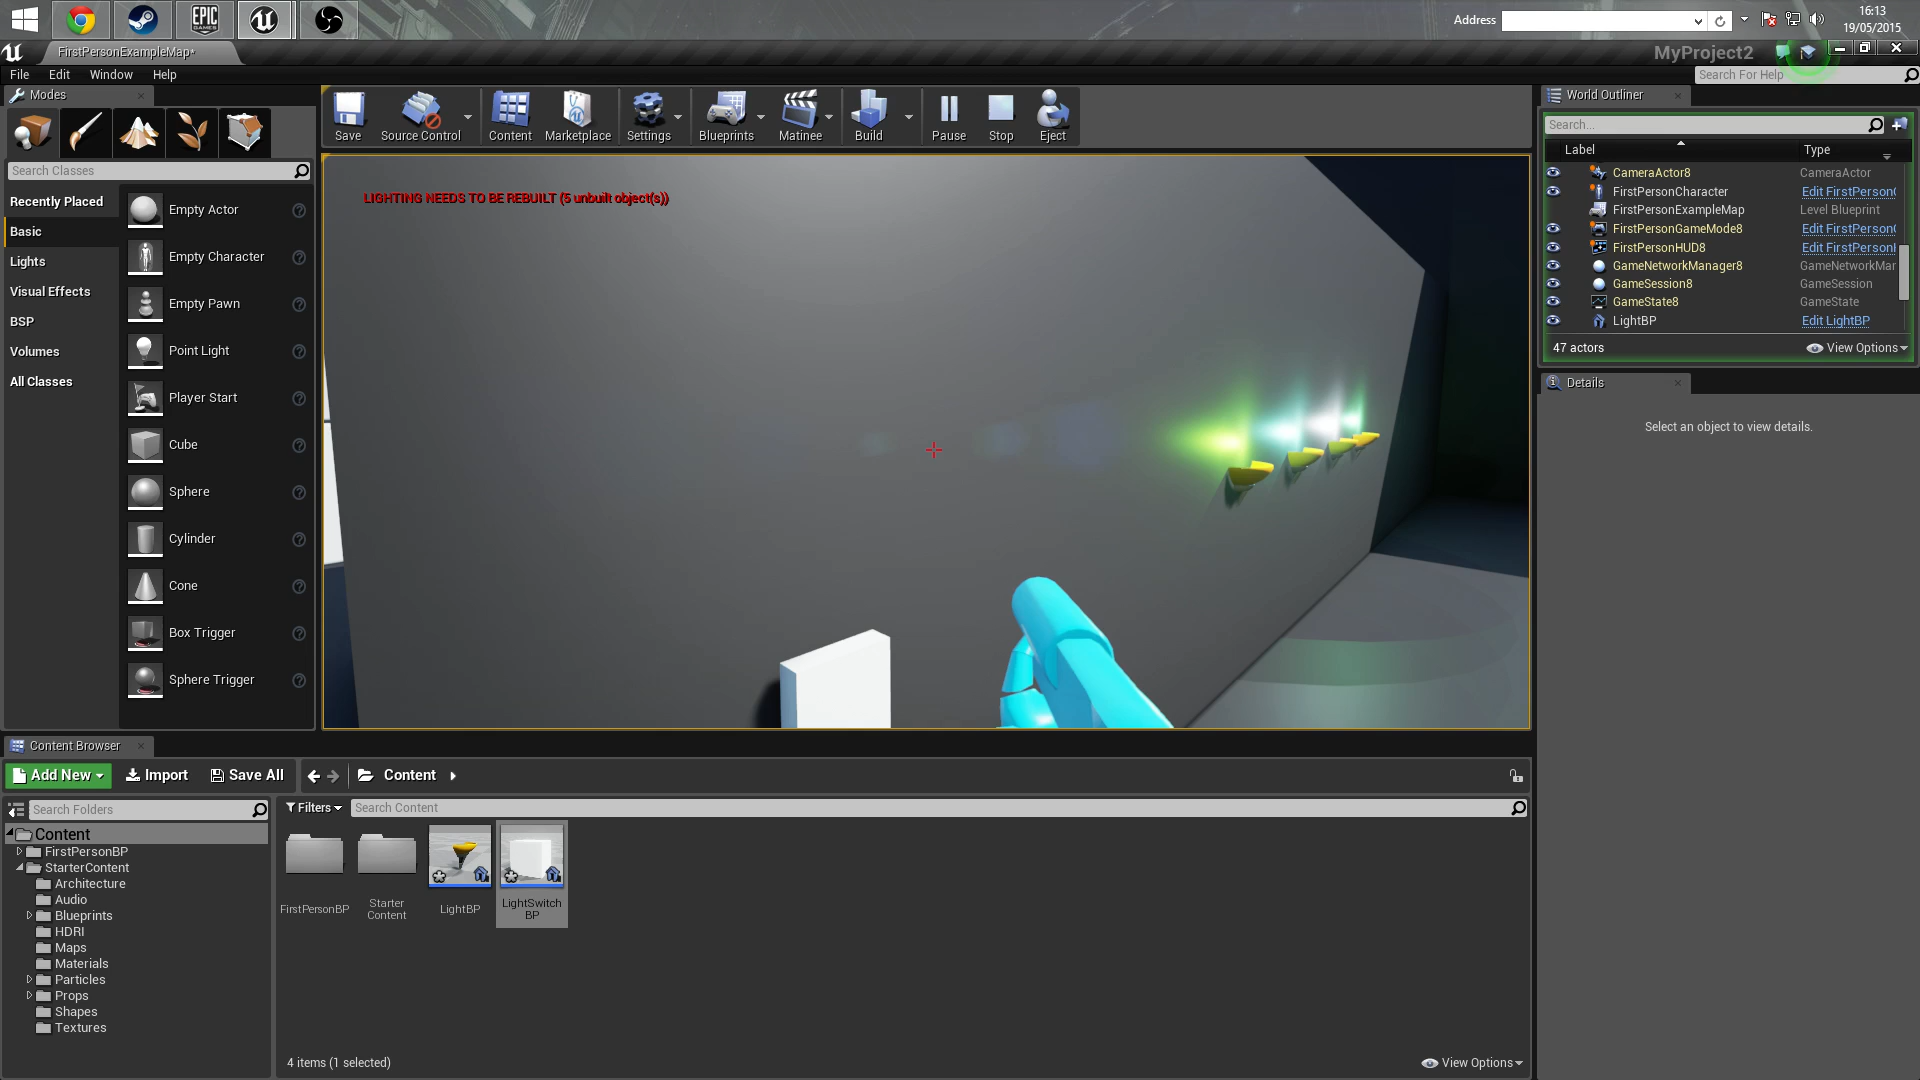 EPIC
GAMES
Address
16:13
19/05/2015
FirstPersonExampleMap*
MyProject2
File Edit Window Help
Search For Help
Modes
Search Classes
Recently Placed
Basic
Lights
Visual Effects
BSP
Volumes
All Classes
Empty Actor
Empty Character
Empty Pawn
Point Light
Player Start
Cube
Sphere
Cylinder
Cone
Box Trigger
Sphere Trigger
Save Source Control Content Marketplace Settings Blueprints Matinee Build Pause Stop Eject
LIGHTING NEEDS TO BE REBUILT (5 unbuilt object(s))
World Outliner
Search...
Label Type
CameraActor8 CameraActor
FirstPersonCharacter Edit FirstPersonC
FirstPersonExampleMap Level Blueprint
FirstPersonGameMode8 Edit FirstPersonG
FirstPersonHUD8 Edit FirstPersonH
GameNetworkManager8 GameNetworkMar
GameSession8 GameSession
GameState8 GameState
LightBP Edit LightBP
47 actors View Options
Details
Select an object to view details.
Content Browser
Add New Import Save All Content
Search Folders
Content
FirstPersonBP
StarterContent
Architecture
Audio
Blueprints
HDRI
Maps
Materials
Particles
Props
Shapes
Textures
Filters Search Content
FirstPersonBP
Starter
Content
LightBP
LightSwitch
BP
4 items (1 selected) View Options